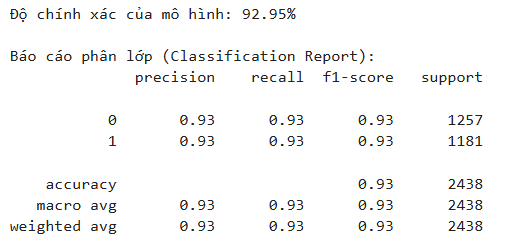 Độ chính xác của mô hình: 92.95%
Báo cáo phân lớp (Classification Report):
precision recall f1-score support
0 0.93 0.93 0.93 1257
1 0.93 0.93 0.93 1181
accuracy 0.93 2438
macro avg 0.93 0.93 0.93 2438
weighted avg 0.93 0.93 0.93 2438